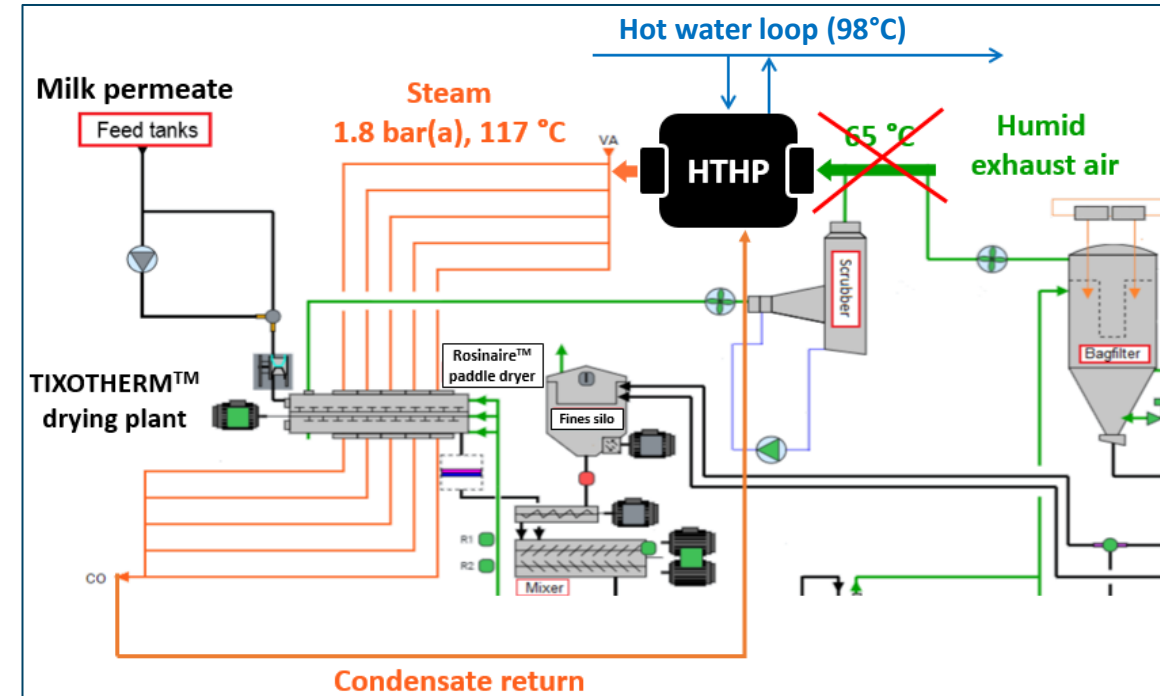 Hot water loop (98°C)
Milk permeate
Feed tanks
Steam
1.8 bar(a), 117 °C
VA
HTHP
65 °C
Humid
exhaust air
Scrubber
Bagfilter
Rosinaire™
paddle dryer
TIXOTHERM™
drying plant
Fines silo
R1
R2
Mixer
CO
Condensate return